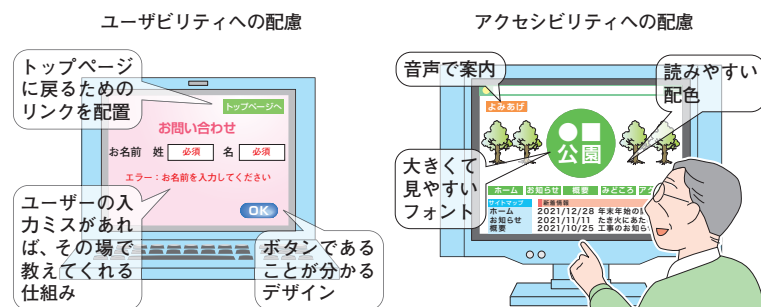 ユーザビリティへの配慮
トップページ
に戻るための
リンクを配置
トップページへ
お問い合わせ
お名前 姓 必須 名 必須
エラー：お名前を入力してください
OK
ユーザーの入
力ミスがあれ
ば、その場で
教えてくれる
仕組み
ボタンである
ことが分かる
デザイン
アクセシビリティへの配慮
音声で案内
読みやすい
配色
よみあげ
●■
公園
大きくて
見やすい
フォント
ホーム お知らせ 概要 みどころ アク
サイトマップ 新着情報
ホーム 2021/12/28 年末年始の
お知らせ 2021/11/11 たき火にあた
概要 2021/10/25 工事のお知ら